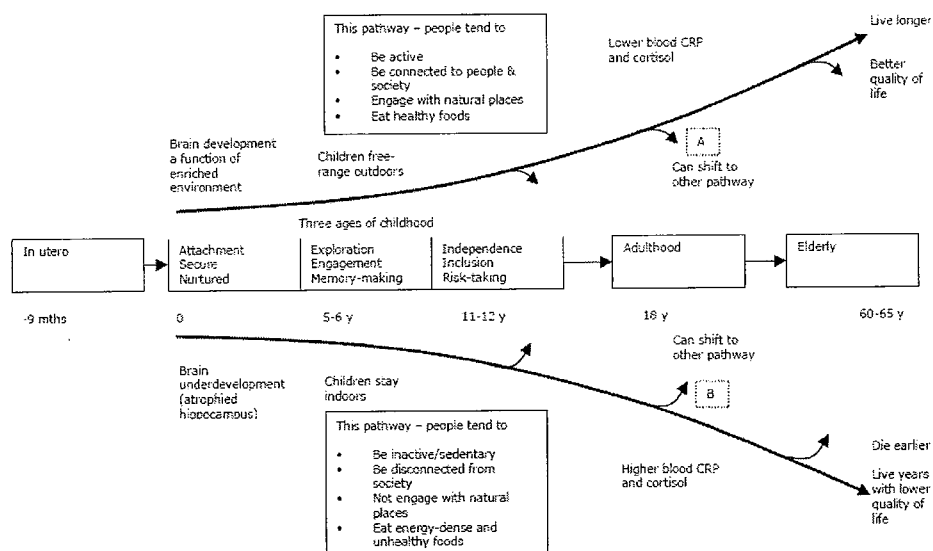 This pathway – people tend to
• Be active
• Be connected to people &
society
• Engage with natural places
• Eat healthy foods
Lower blood CRP
and cortisol
Live longer
Better
quality of
life
Brain development
a function of
enriched
environment
Children free-
range outdoors
A
Can shift to
other pathway
Three ages of childhood
In utero
Attachment
Secure
Nurtured
Exploration
Engagement
Memory-making
Independence
Inclusion
Risk-taking
Adulthood
Elderly
-9 mths
0
5-6 y
11-12 y
18 y
60-65 y
Can shift to
other pathway
B
Brain
underdevelopment
(atrophied
hippocampus)
Children stay
indoors
This pathway – people tend to
• Be inactive/sedentary
• Be disconnected from
society
• Not engage with natural
places
• Eat energy-dense and
unhealthy foods
Higher blood CRP
and cortisol
Die earlier
Live years
with lower
quality of
life